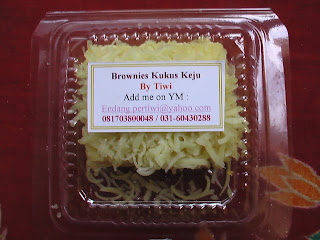 Brownies Kukus Keju
By Tiwi
Add me on YM :
Endang.pertiwi@yahoo.com
081703800048 / 031-60430288